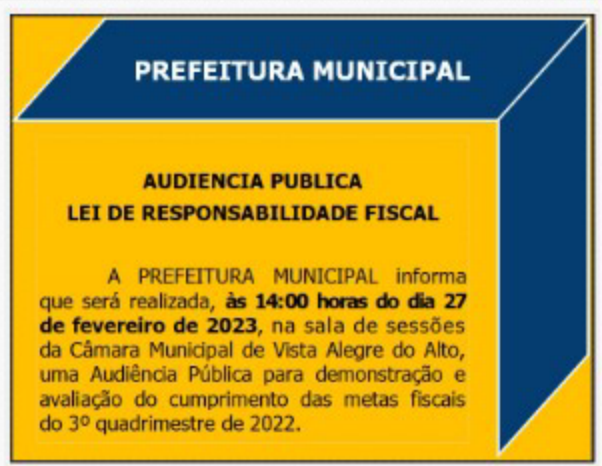 PREFEITURA MUNICIPAL
AUDIENCIA PUBLICA
LEI DE RESPONSABILIDADE FISCAL
A PREFEITURA MUNICIPAL informa
que será realizada, às 14:00 horas do dia 27
de fevereiro de 2023, na sala de sessões
da Câmara Municipal de Vista Alegre do Alto,
uma Audiência Pública para demonstração e
avaliação do cumprimento das metas fiscais
do 3º quadrimestre de 2022.